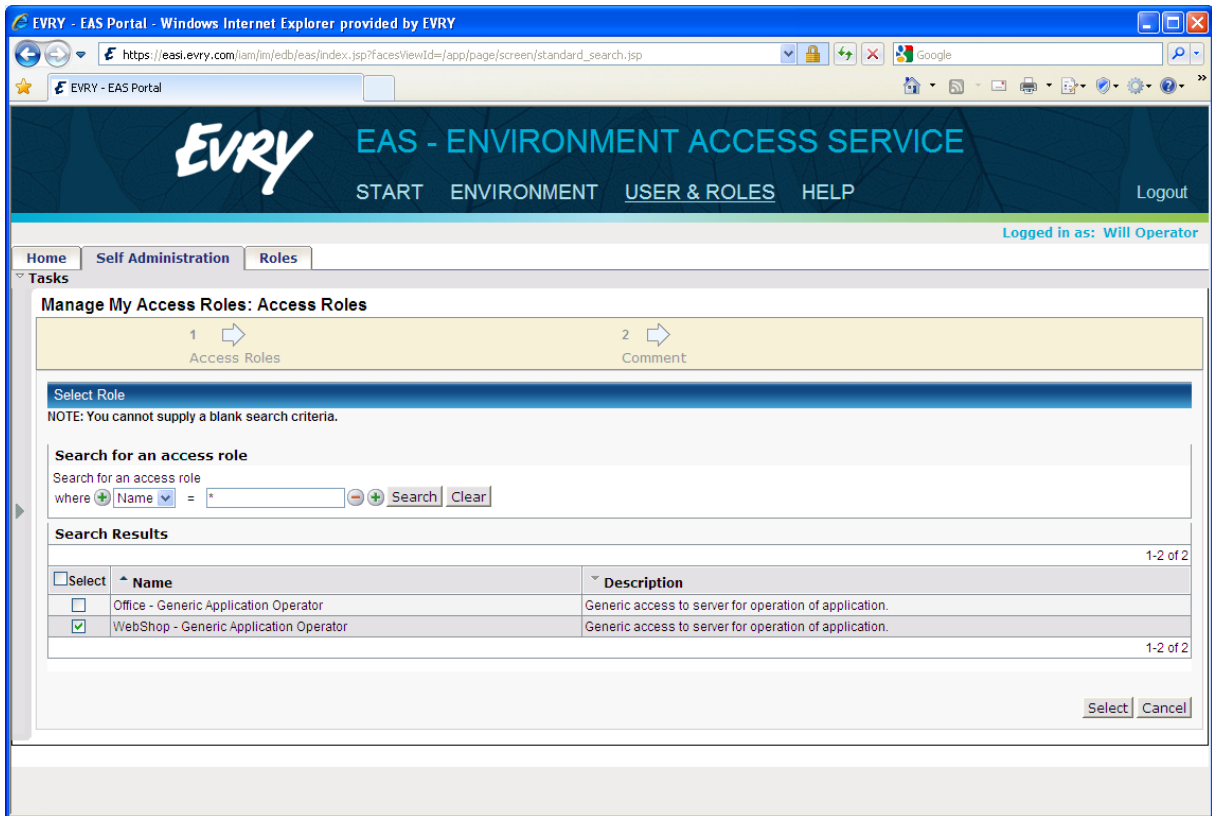 EVRY - EAS Portal - Windows Internet Explorer provided by EVRY
https://easi.evry.com/iam/im/edb/eas/index.jsp?facesViewId=/app/page/screen/standard_search.jsp
Google
EVRY - EAS Portal
EVRY
EAS - ENVIRONMENT ACCESS SERVICE
START ENVIRONMENT USER & ROLES HELP Logout
Logged in as: Will Operator
Home Self Administration Roles
Tasks
Manage My Access Roles: Access Roles
1 2
Access Roles Comment
Select Role
NOTE: You cannot supply a blank search criteria.
Search for an access role
Search for an access role
where Name = * Search Clear
Search Results
1-2 of 2
Select Name Description
Office - Generic Application Operator Generic access to server for operation of application.
WebShop - Generic Application Operator Generic access to server for operation of application.
1-2 of 2
Select Cancel